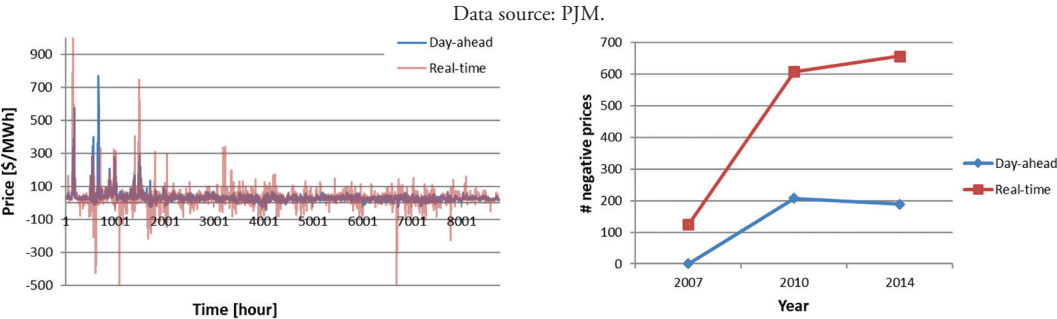 Data source: PJM.
900
700
500
300
100
-100
-300
-500
Price [$/MWh]
1 1001 2001 3001 4001 5001 6001 7001 8001
Time [hour]
Day-ahead
Real-time
700
600
500
400
300
200
100
0
# negative prices
2007 2010 2014
Year
Day-ahead
Real-time